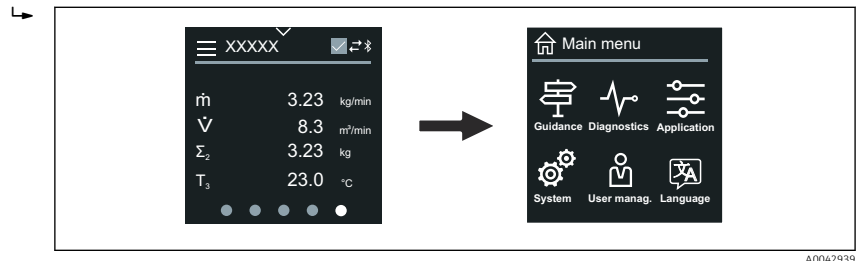 XXXXX
ṁ 3.23 kg/min
V̇ 8.3 m³/min
Σ₂ 3.23 kg
T₃ 23.0 °C
Main menu
Guidance Diagnostics Application
System User manag. Language
A0042939